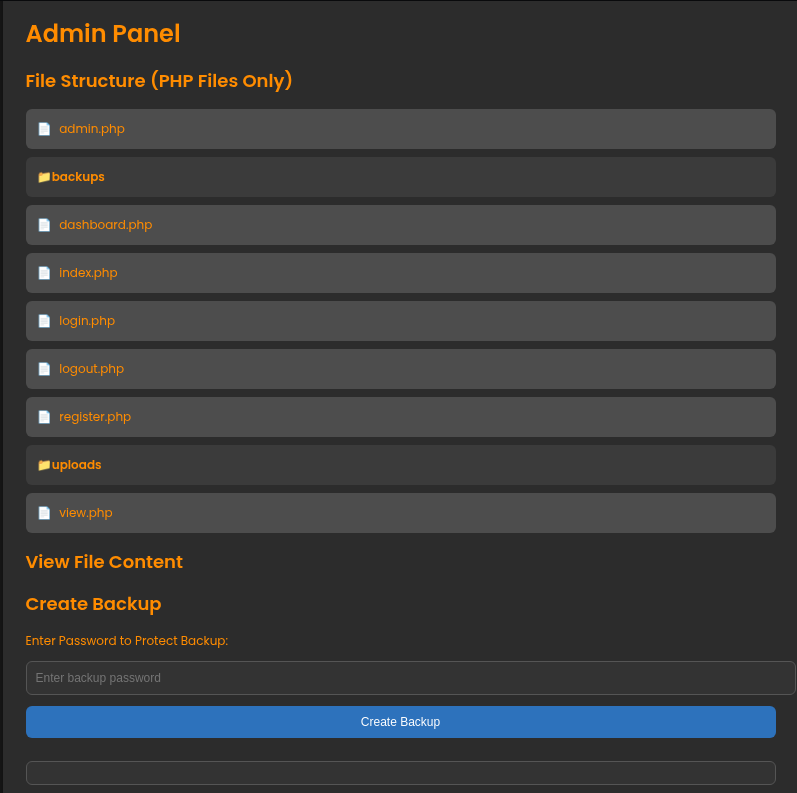 Admin Panel
File Structure (PHP Files Only)
admin.php
backups
dashboard.php
index.php
login.php
logout.php
register.php
uploads
view.php
View File Content
Create Backup
Enter Password to Protect Backup:
Enter backup password
Create Backup